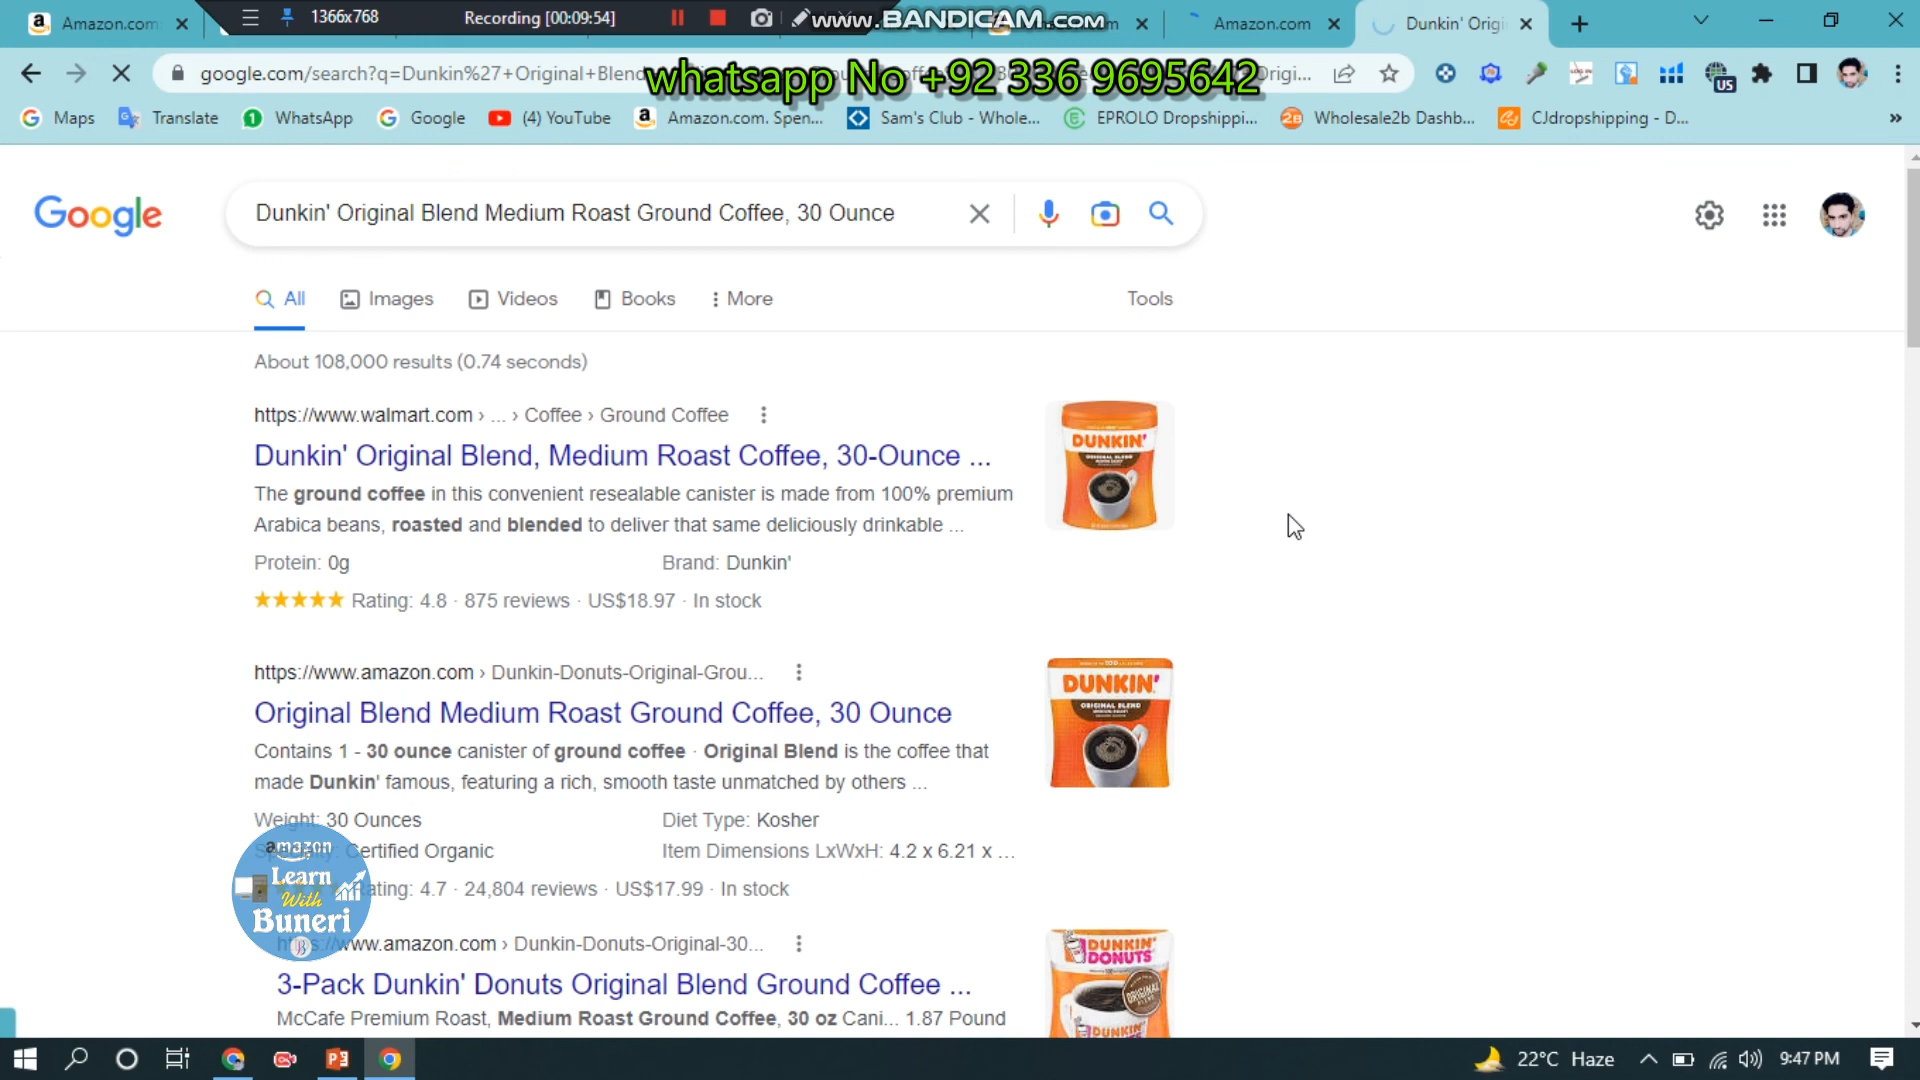 Amazon.com
1366x768
Recording [00:09:54]
www.BANDICAM.com
Amazon.com
Dunkin' Origi
google.com/search?q=Dunkin%27+Original+Blend
Origi...
whatsapp No +92 336 9695642
US
Maps
Translate
WhatsApp
Google
(4) YouTube
Amazon.com. Spen...
Sam's Club - Whole...
EPROLO Dropshippi...
Wholesale2b Dashb...
CJdropshipping - D...
»
Google
Dunkin' Original Blend Medium Roast Ground Coffee, 30 Ounce
All
Images
Videos
Books
More
Tools
About 108,000 results (0.74 seconds)
https://www.walmart.com › ... › Coffee › Ground Coffee
Dunkin' Original Blend, Medium Roast Coffee, 30-Ounce ...
The ground coffee in this convenient resealable canister is made from 100% premium
Arabica beans, roasted and blended to deliver that same deliciously drinkable ...
Protein: 0g
Brand: Dunkin'
Rating: 4.8 · 875 reviews · US$18.97 · In stock
DUNKIN'
ORIGINAL BLEND
https://www.amazon.com › Dunkin-Donuts-Original-Grou...
Original Blend Medium Roast Ground Coffee, 30 Ounce
Contains 1 - 30 ounce canister of ground coffee · Original Blend is the coffee that
made Dunkin' famous, featuring a rich, smooth taste unmatched by others ...
Weight: 30 Ounces
Diet Type: Kosher
Specialty: Certified Organic
Item Dimensions LxWxH: 4.2 x 6.21 x ...
Rating: 4.7 · 24,804 reviews · US$17.99 · In stock
DUNKIN'
ORIGINAL BLEND
amazon
Learn
With
Buneri
https://www.amazon.com › Dunkin-Donuts-Original-30...
3-Pack Dunkin' Donuts Original Blend Ground Coffee ...
McCafe Premium Roast, Medium Roast Ground Coffee, 30 oz Cani... 1.87 Pound
DUNKIN'
DONUTS
ORIGINAL
DUNKIN'
22°C Haze
9:47 PM